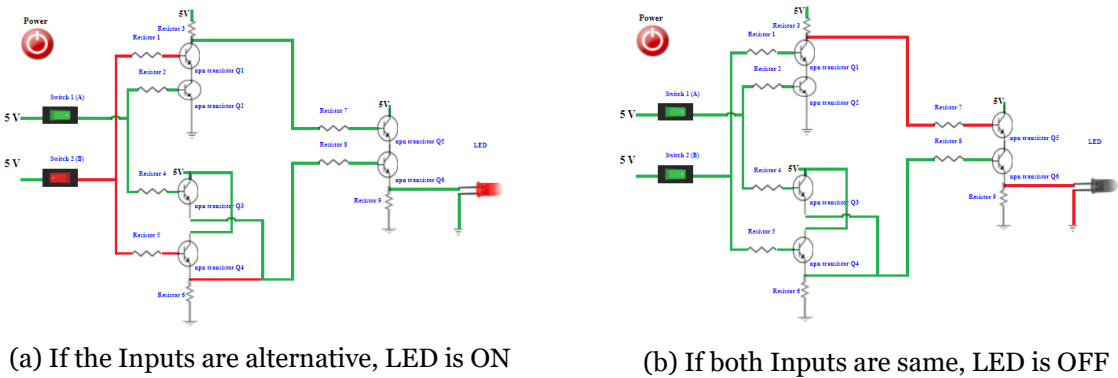 Power
5V
Resistor 3
Resistor 1
npn transistor Q1
Resistor 2
npn transistor Q2
Switch 1 (A)
5 V
5 V
Switch 2 (B)
5V
Resistor 7
npn transistor Q5
Resistor 8
LED
npn transistor Q6
Resistor 9
Resistor 4
5V
npn transistor Q3
Resistor 5
npn transistor Q4
Resistor 6
(a) If the Inputs are alternative, LED is ON
Power
5V
Resistor 3
Resistor 1
npn transistor Q1
Resistor 2
npn transistor Q2
Switch 1 (A)
5 V
5 V
Switch 2 (B)
5V
Resistor 7
npn transistor Q5
Resistor 8
LED
npn transistor Q6
Resistor 9
Resistor 4
5V
npn transistor Q3
Resistor 5
npn transistor Q4
Resistor 6
(b) If both Inputs are same, LED is OFF